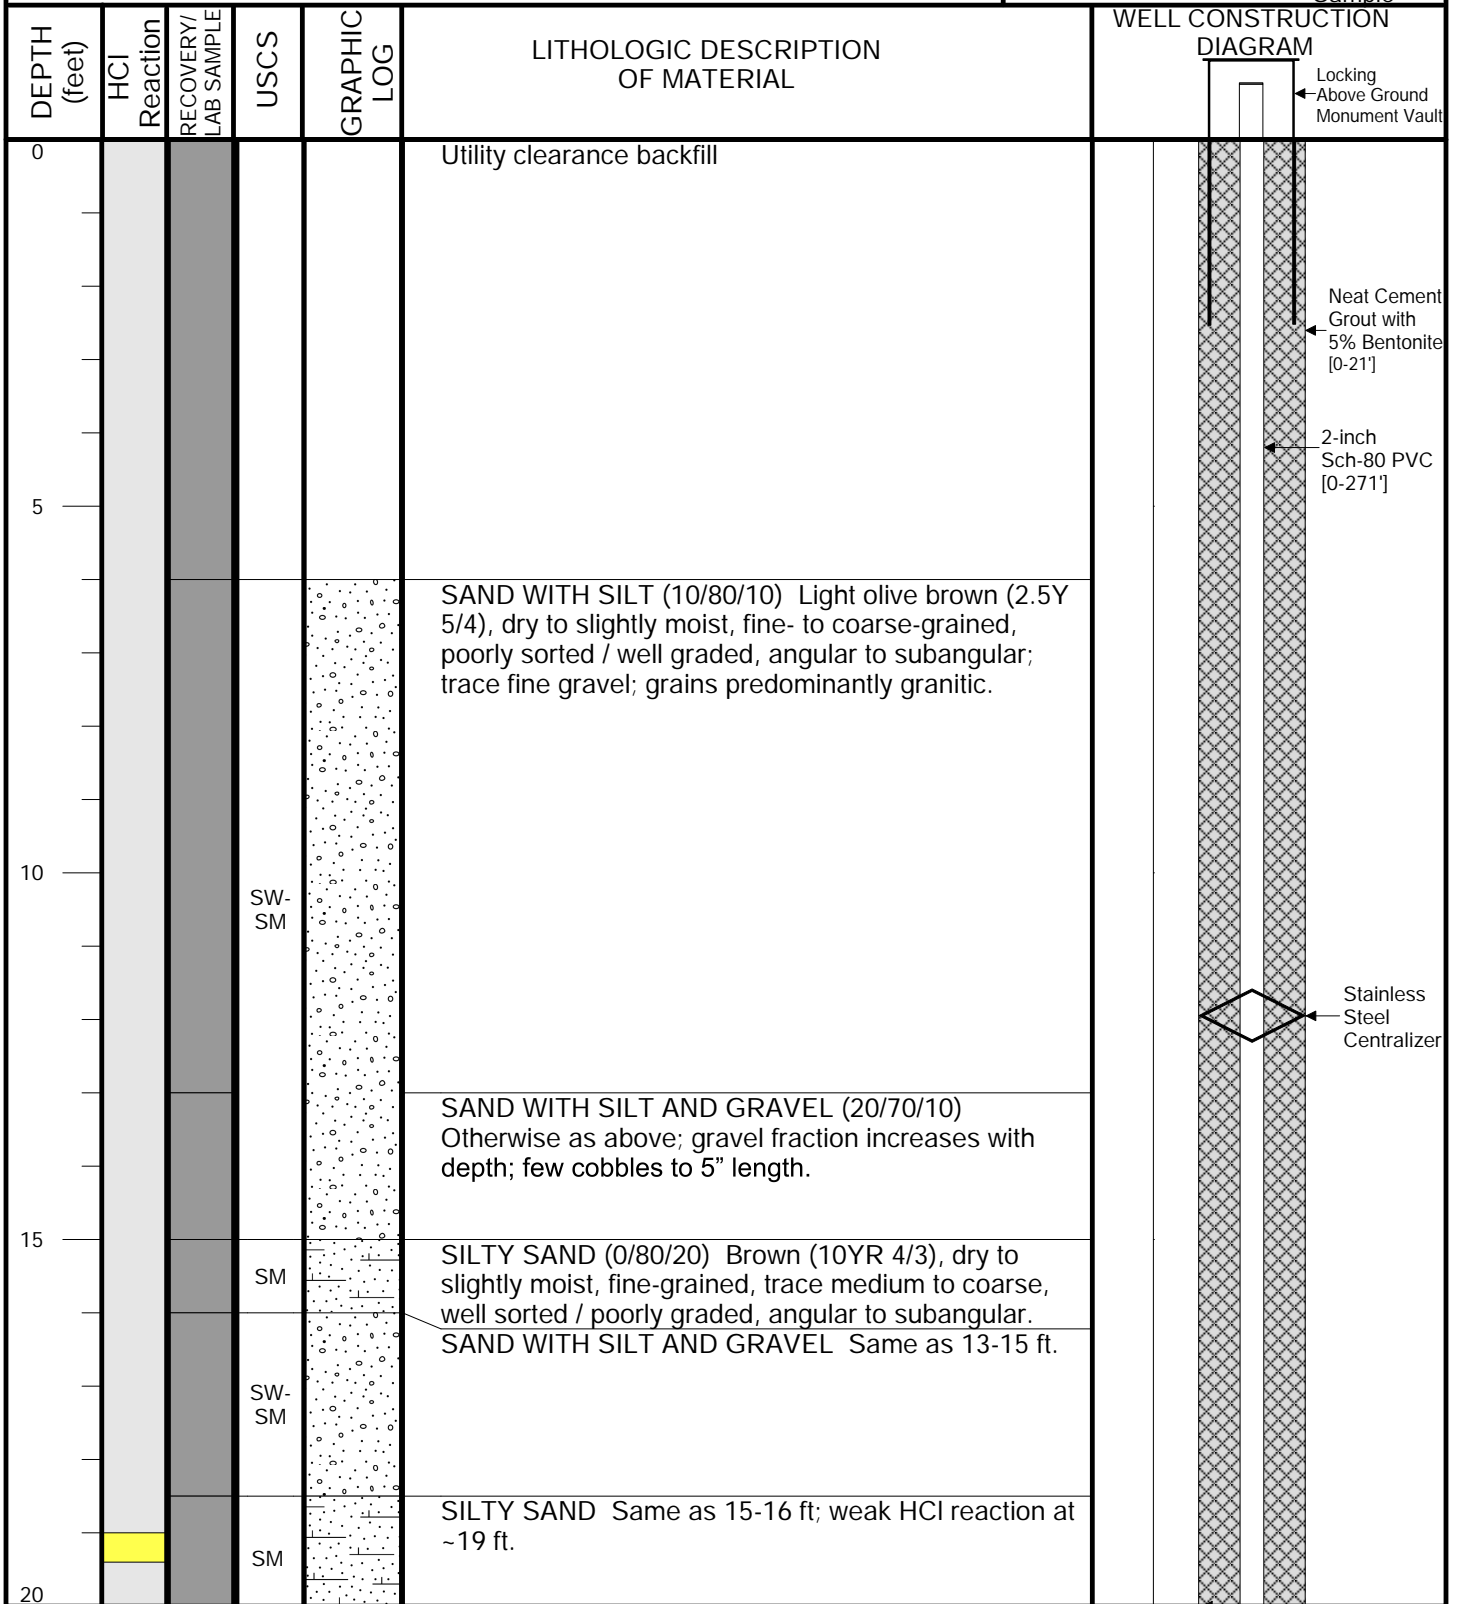 Sample
DEPTH
(feet)
HCl
Reaction
RECOVERY/
LAB SAMPLE
USCS
GRAPHIC
LOG
LITHOLOGIC DESCRIPTION
OF MATERIAL
WELL CONSTRUCTION
DIAGRAM
Locking
Above Ground
Monument Vault
0
Utility clearance backfill
Neat Cement
Grout with
5% Bentonite
[0-21']
2-inch
Sch-80 PVC
[0-271']
5
SAND WITH SILT (10/80/10) Light olive brown (2.5Y
5/4), dry to slightly moist, fine- to coarse-grained,
poorly sorted / well graded, angular to subangular;
trace fine gravel; grains predominantly granitic.
10
SW-
SM
Stainless
Steel
Centralizer
SAND WITH SILT AND GRAVEL (20/70/10)
Otherwise as above; gravel fraction increases with
depth; few cobbles to 5” length.
15
SM
SILTY SAND (0/80/20) Brown (10YR 4/3), dry to
slightly moist, fine-grained, trace medium to coarse,
well sorted / poorly graded, angular to subangular.
SAND WITH SILT AND GRAVEL Same as 13-15 ft.
SW-
SM
SILTY SAND Same as 15-16 ft; weak HCl reaction at
~19 ft.
SM
20